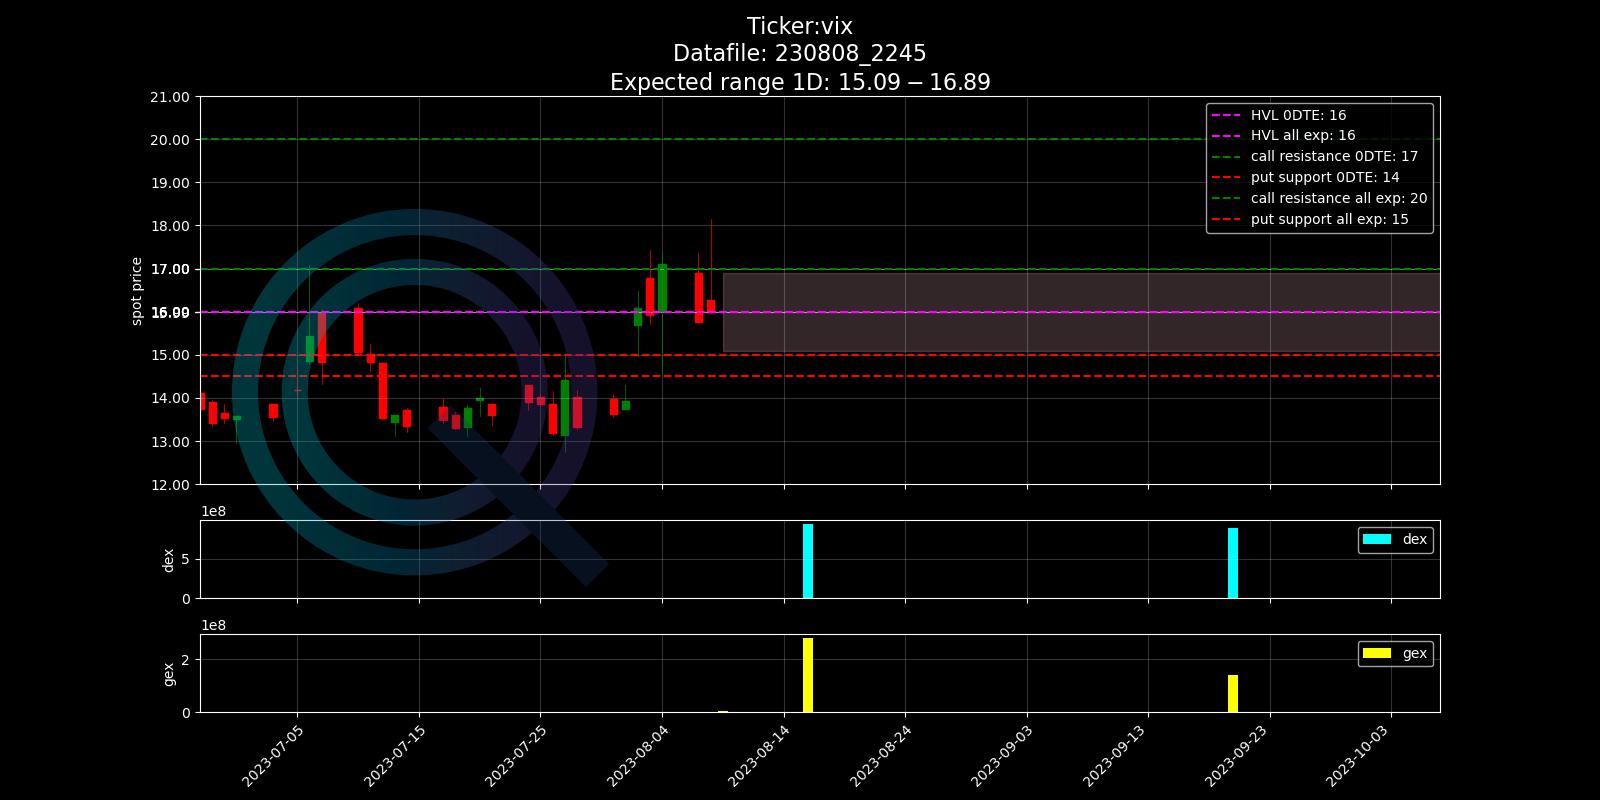 Ticker:vix
Datafile: 230808_2245
Expected range 1D: 15.09 − 16.89
21.00
20.00
19.00
18.00
17.00
16.00
15.00
14.00
13.00
12.00
spot price
HVL 0DTE: 16
HVL all exp: 16
call resistance 0DTE: 17
put support 0DTE: 14
call resistance all exp: 20
put support all exp: 15
1e8
5
0
dex
dex
1e8
2
0
gex
gex
2023-07-05
2023-07-15
2023-07-25
2023-08-04
2023-08-14
2023-08-24
2023-09-03
2023-09-13
2023-09-23
2023-10-03